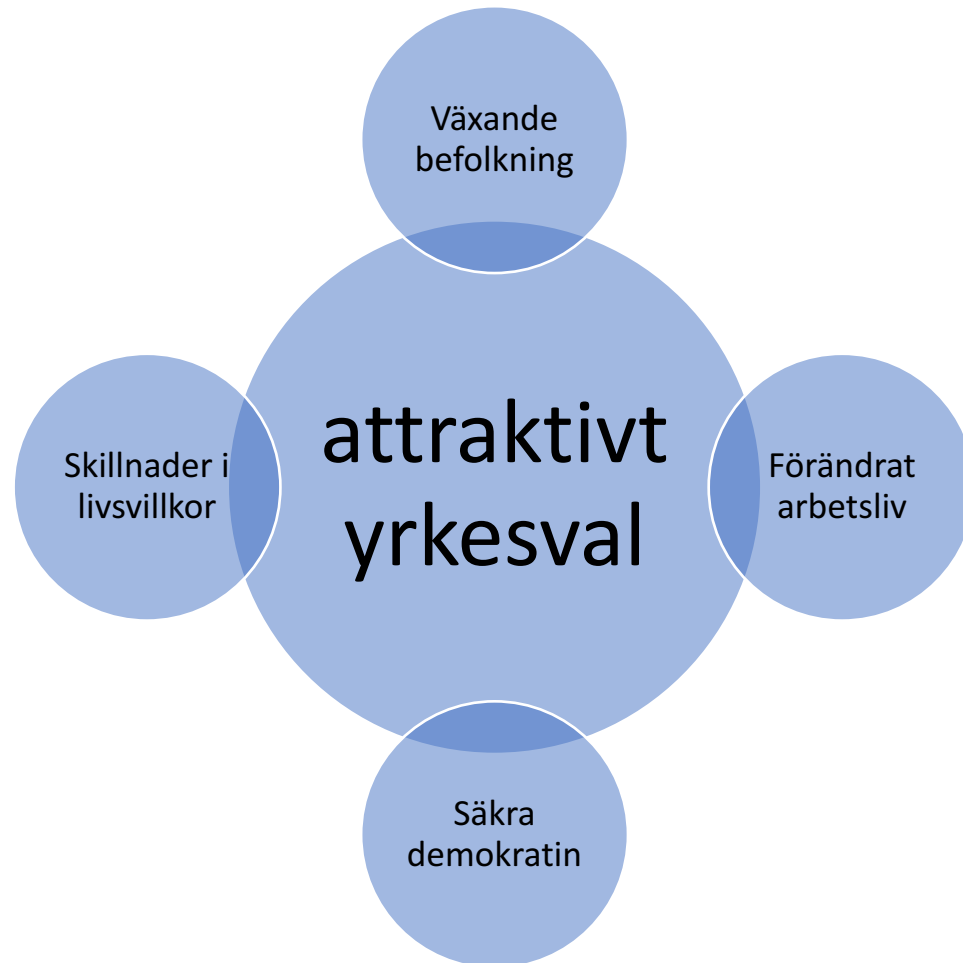 Växande
befolkning
attraktivt
yrkesval
Skillnader i
livsvillkor
Förändrat
arbetsliv
Säkra
demokratin